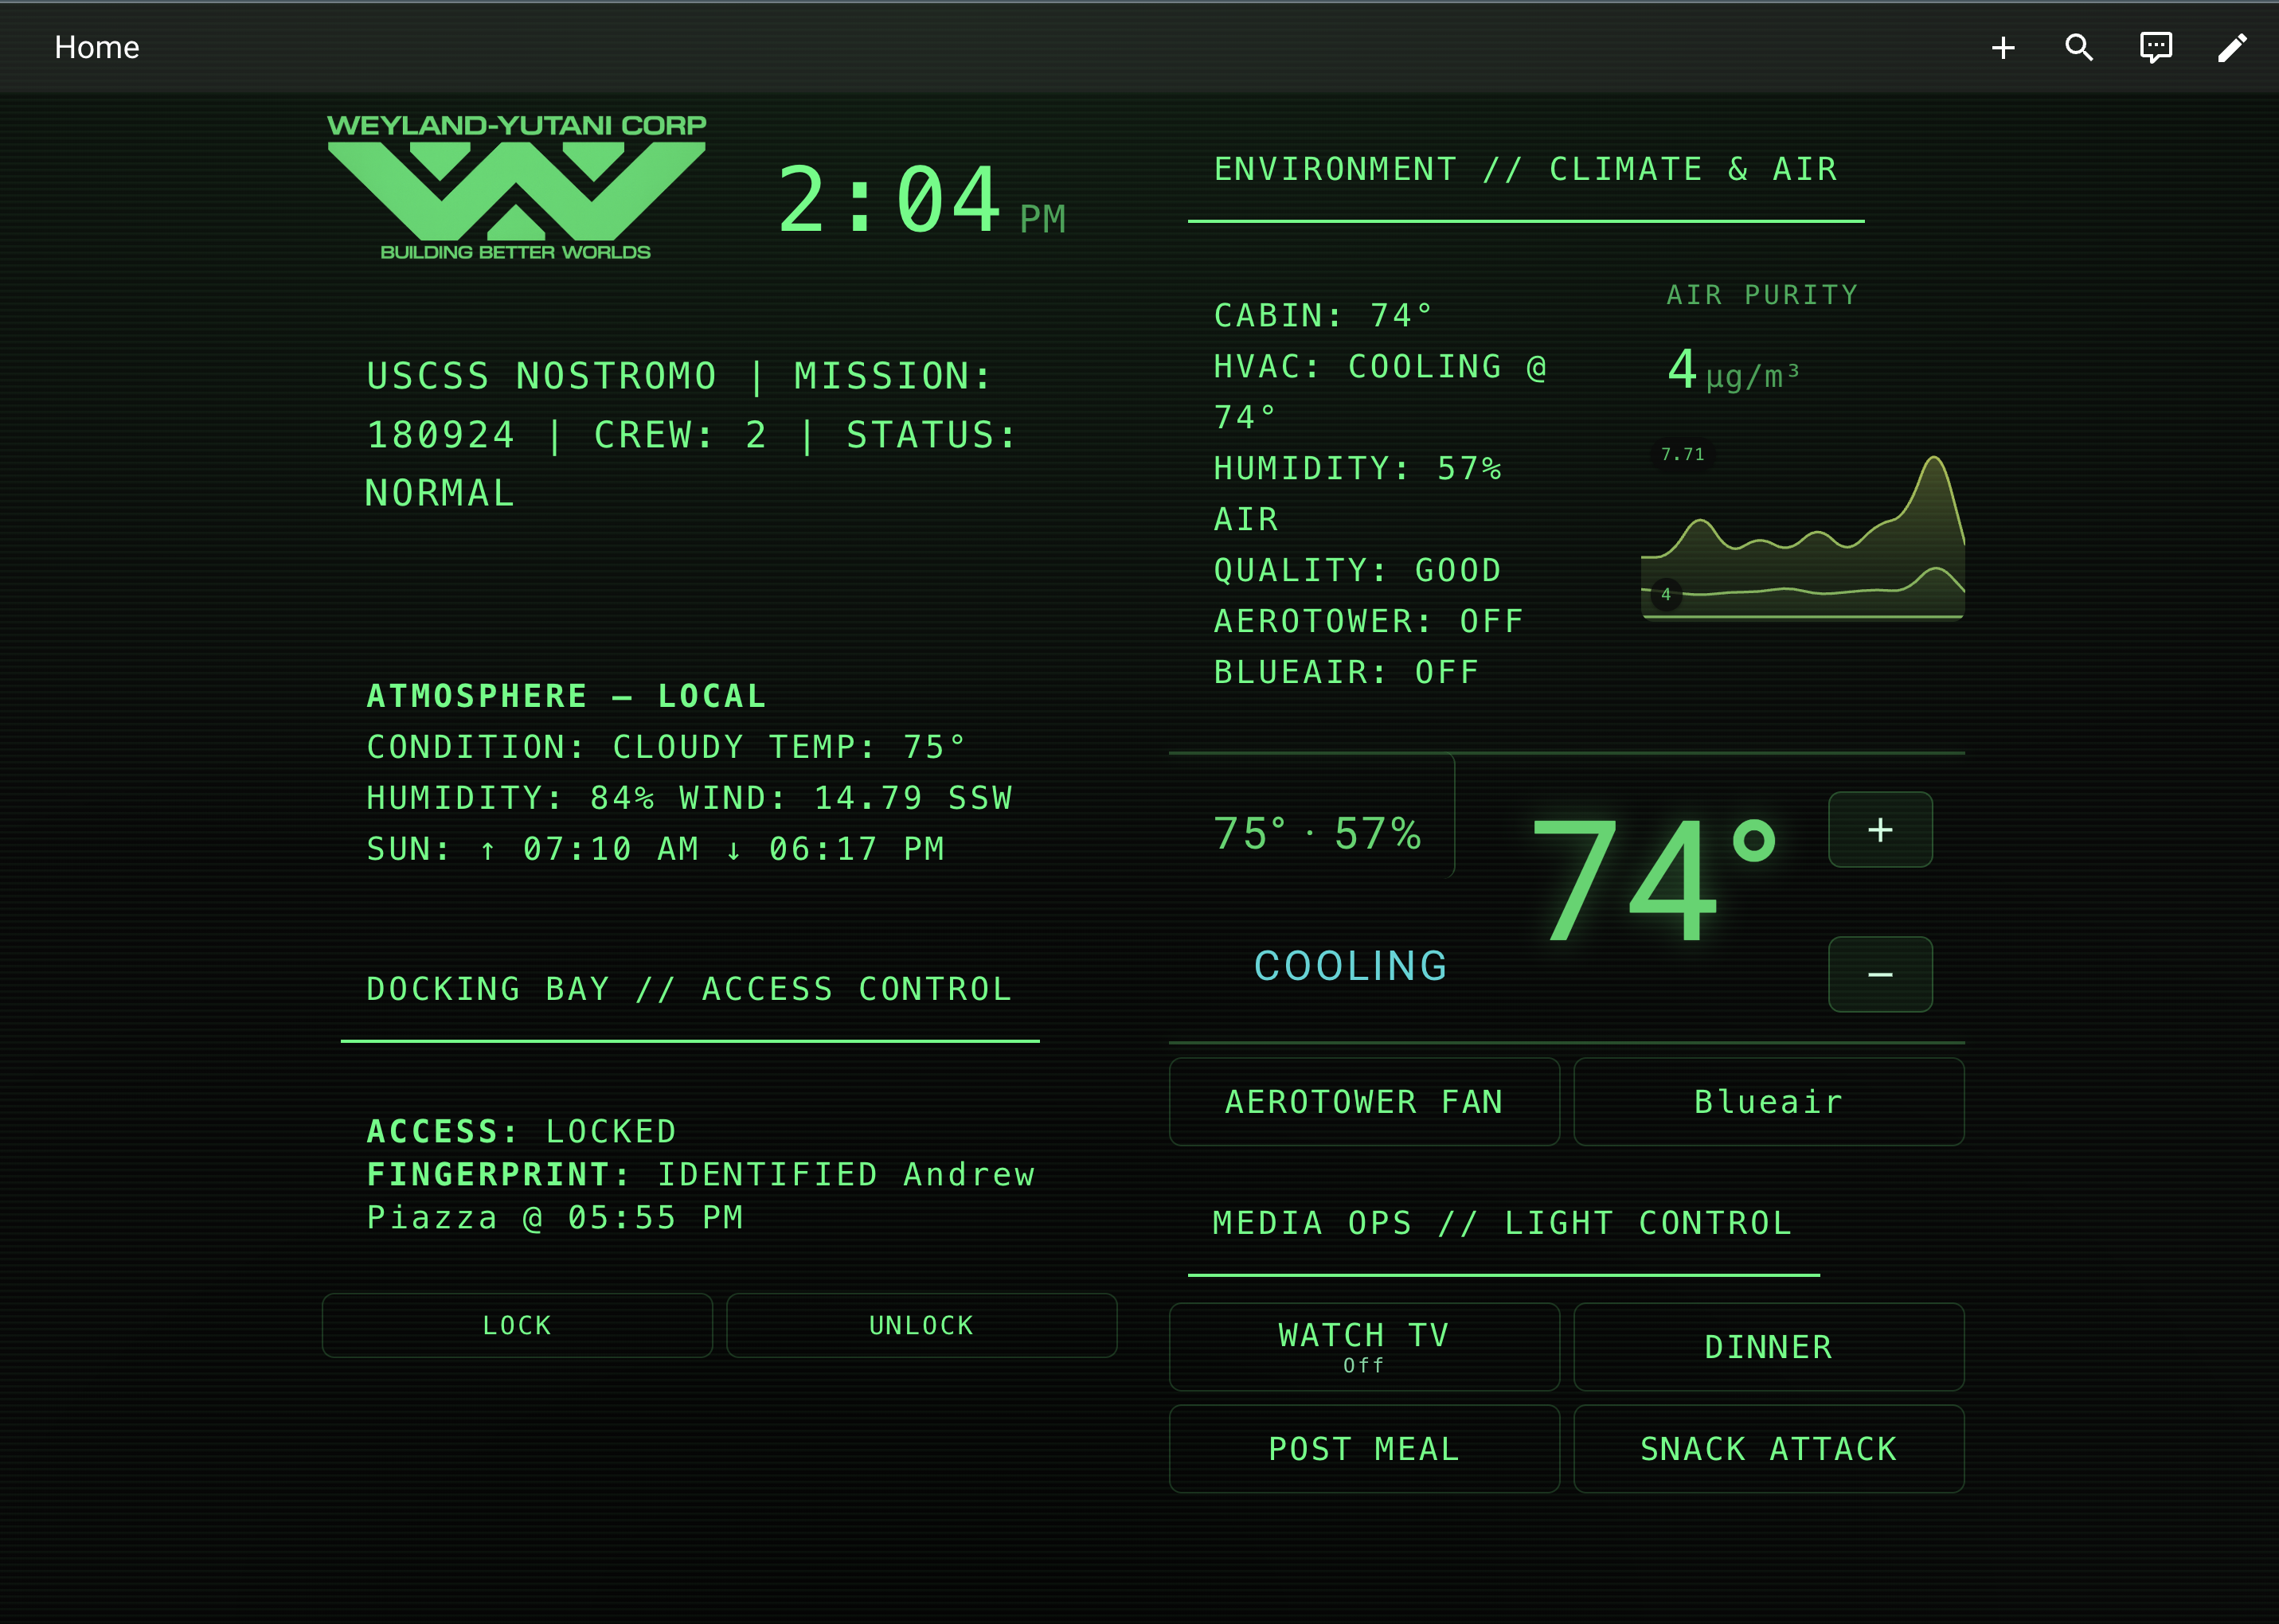 Home
WEYLAND-YUTANI CORP
BUILDING BETTER WORLDS
2:04 PM
USCSS NOSTROMO | MISSION:
180924 | CREW: 2 | STATUS:
NORMAL
ATMOSPHERE — LOCAL
CONDITION: CLOUDY TEMP: 75°
HUMIDITY: 84% WIND: 14.79 SSW
SUN: ↑ 07:10 AM ↓ 06:17 PM
DOCKING BAY // ACCESS CONTROL
ACCESS: LOCKED
FINGERPRINT: IDENTIFIED Andrew
Piazza @ 05:55 PM
LOCK
UNLOCK
ENVIRONMENT // CLIMATE & AIR
CABIN: 74°
HVAC: COOLING @
74°
HUMIDITY: 57%
AIR
QUALITY: GOOD
AEROTOWER: OFF
BLUEAIR: OFF
AIR PURITY
4 µg/m³
7.71
4
75° · 57%
COOLING
74°
+
−
AEROTOWER FAN
Blueair
MEDIA OPS // LIGHT CONTROL
WATCH TV
Off
DINNER
POST MEAL
SNACK ATTACK